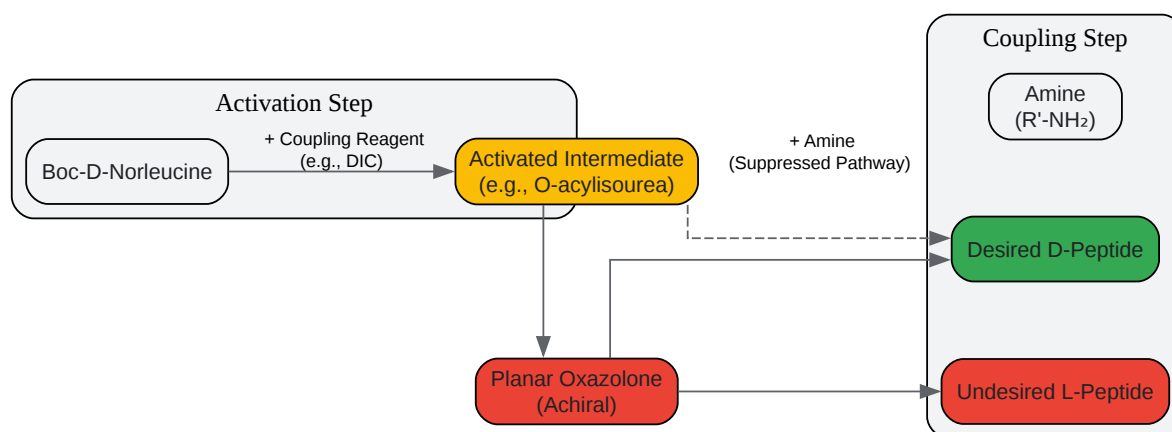 Coupling Step
Activation Step
Amine
(R'-NH₂)
+ Coupling Reagent
(e.g., DIC)
+ Amine
(Suppressed Pathway)
Boc-D-Norleucine
Activated Intermediate
(e.g., O-acylisourea)
Desired D-Peptide
Planar Oxazolone
(Achiral)
Undesired L-Peptide